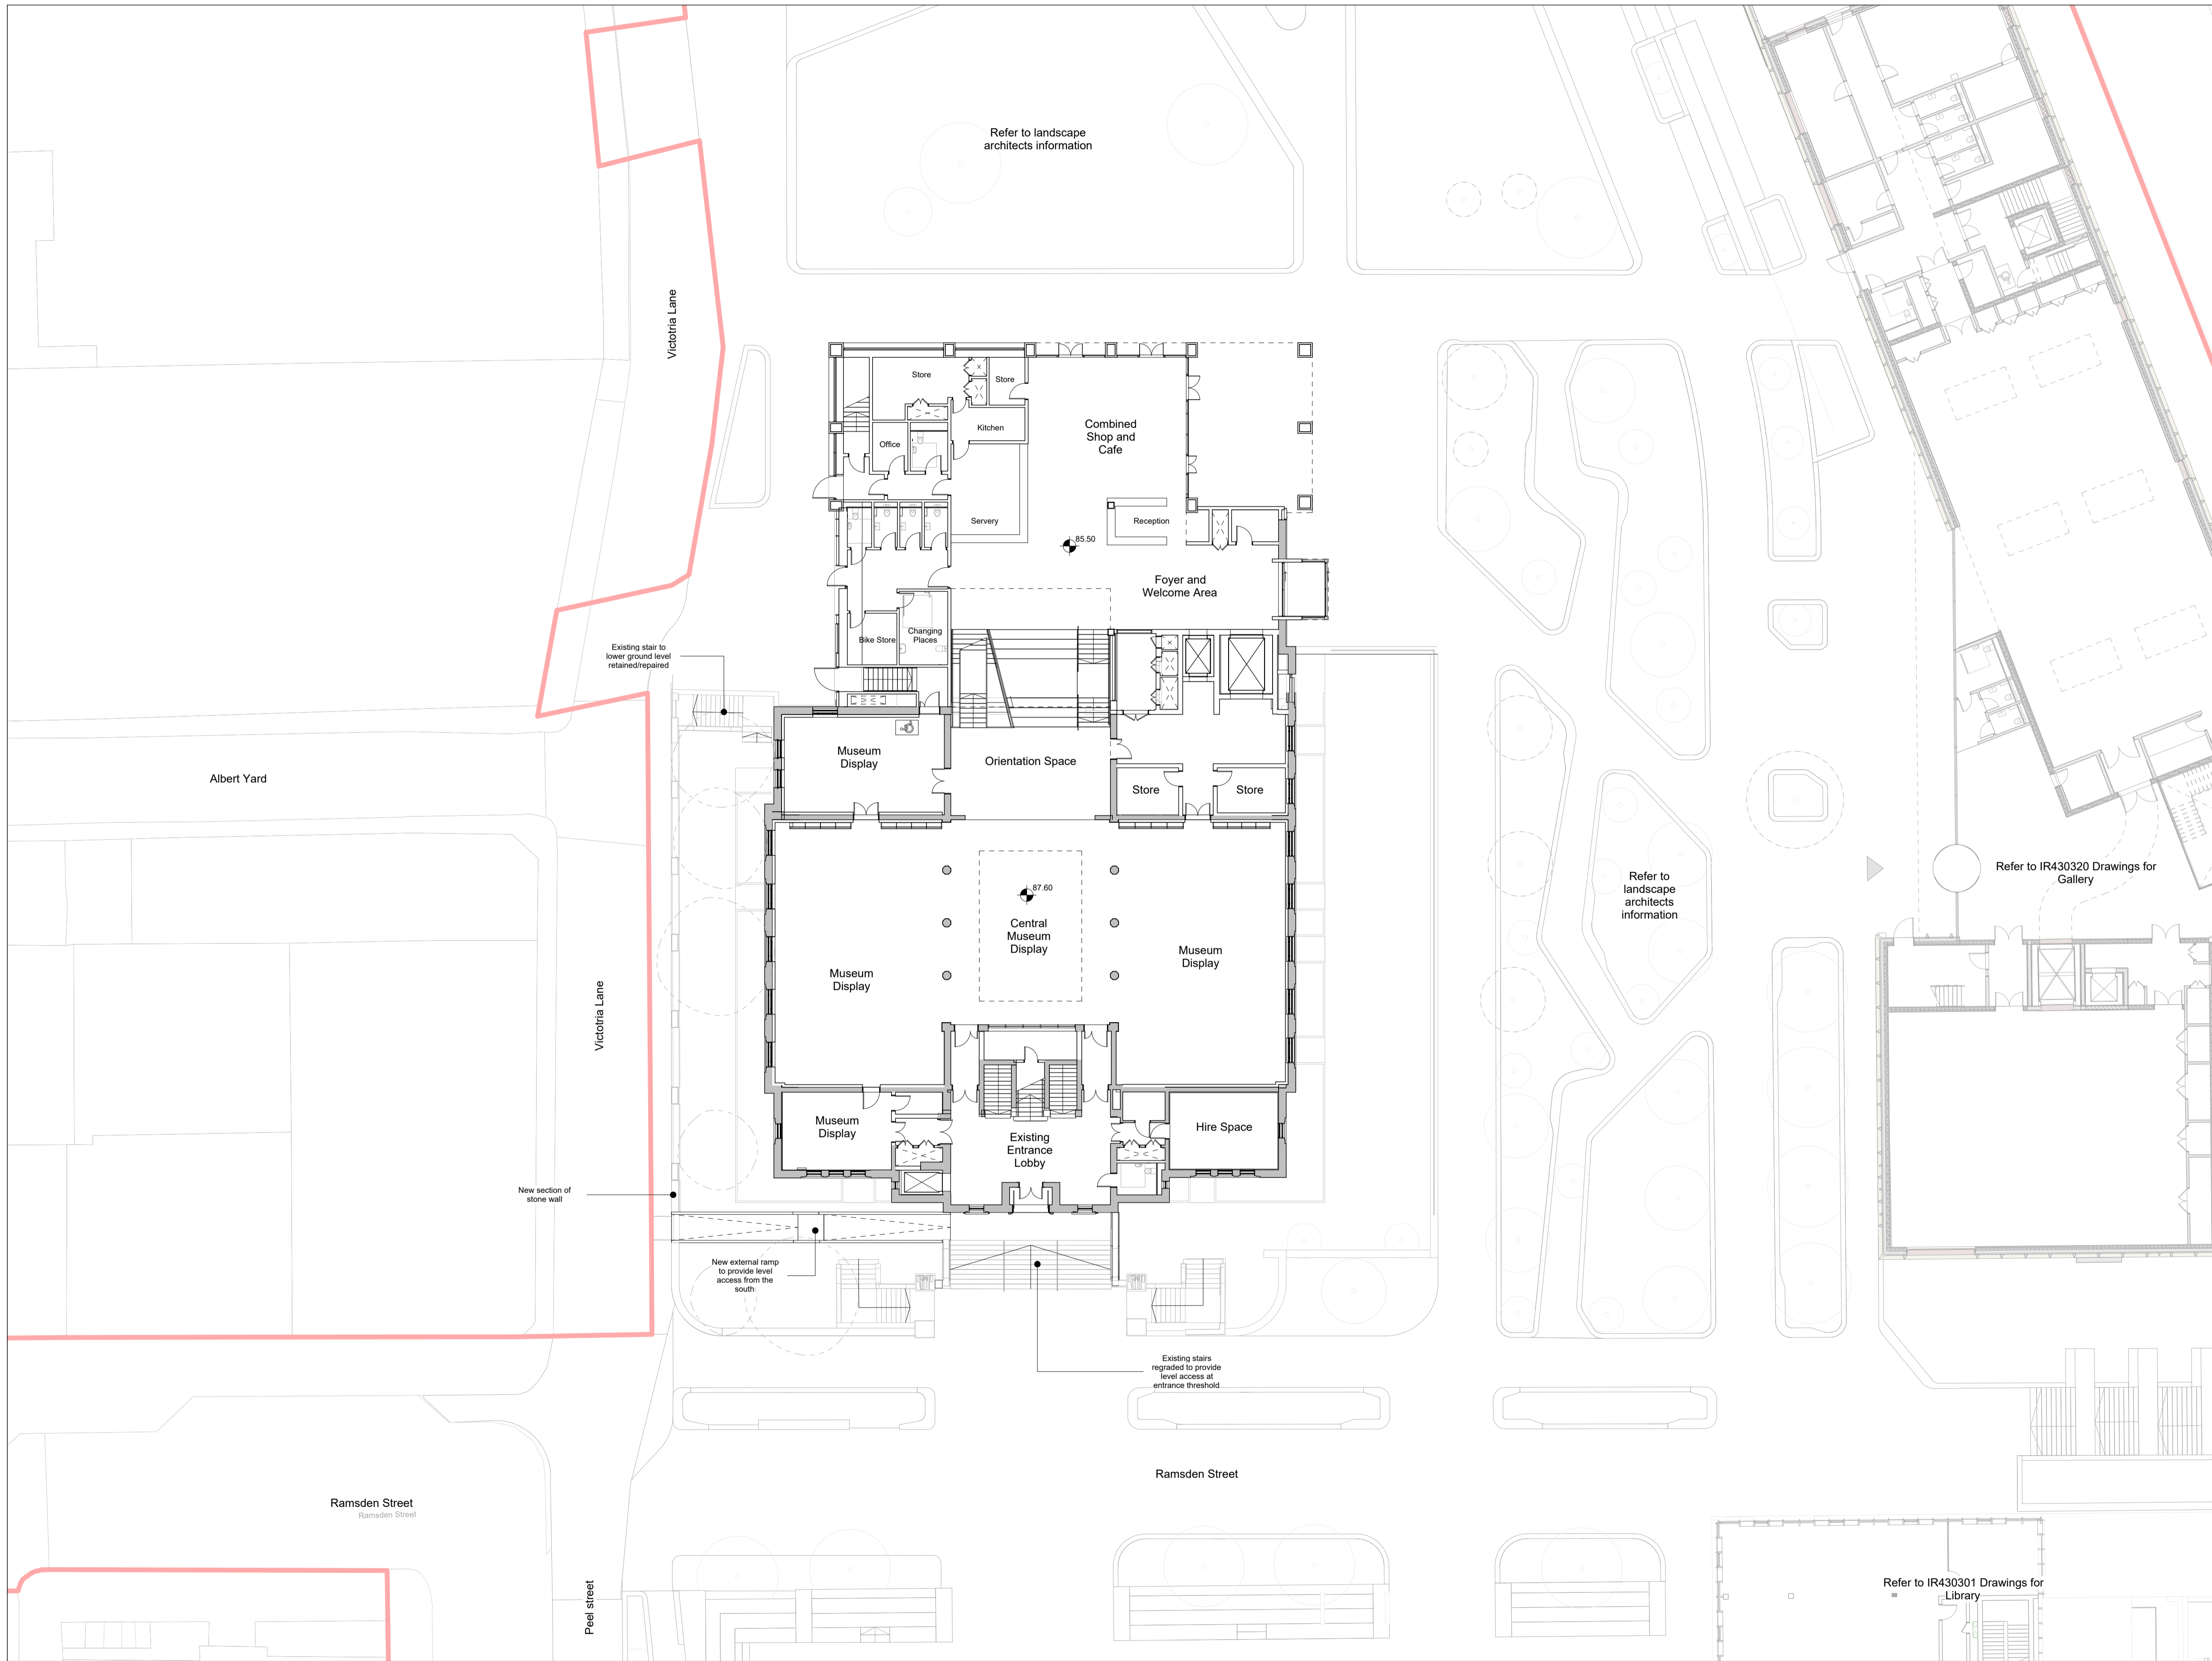 Refer to landscape
architects information
Victotria Lane
Store
Store
Kitchen
Office
Combined
Shop and
Cafe
Servery
Reception
85.50
Foyer and
Welcome Area
Bike Store
Changing
Places
Existing stair to
lower ground level
retained/repaired
Museum
Display
Orientation Space
Albert Yard
Store
Store
Refer to IR430320 Drawings for
Gallery
Refer to
landscape
architects
information
87.60
Central
Museum
Display
Museum
Display
Museum
Display
Victotria Lane
Museum
Display
Hire Space
Existing
Entrance
Lobby
New section of
stone wall
New external ramp
to provide level
access from the
south
Existing stairs
regraded to provide
level access at
entrance threshold
Ramsden Street
Ramsden Street
Ramsden Street
Peel street
Refer to IR430301 Drawings for
Library